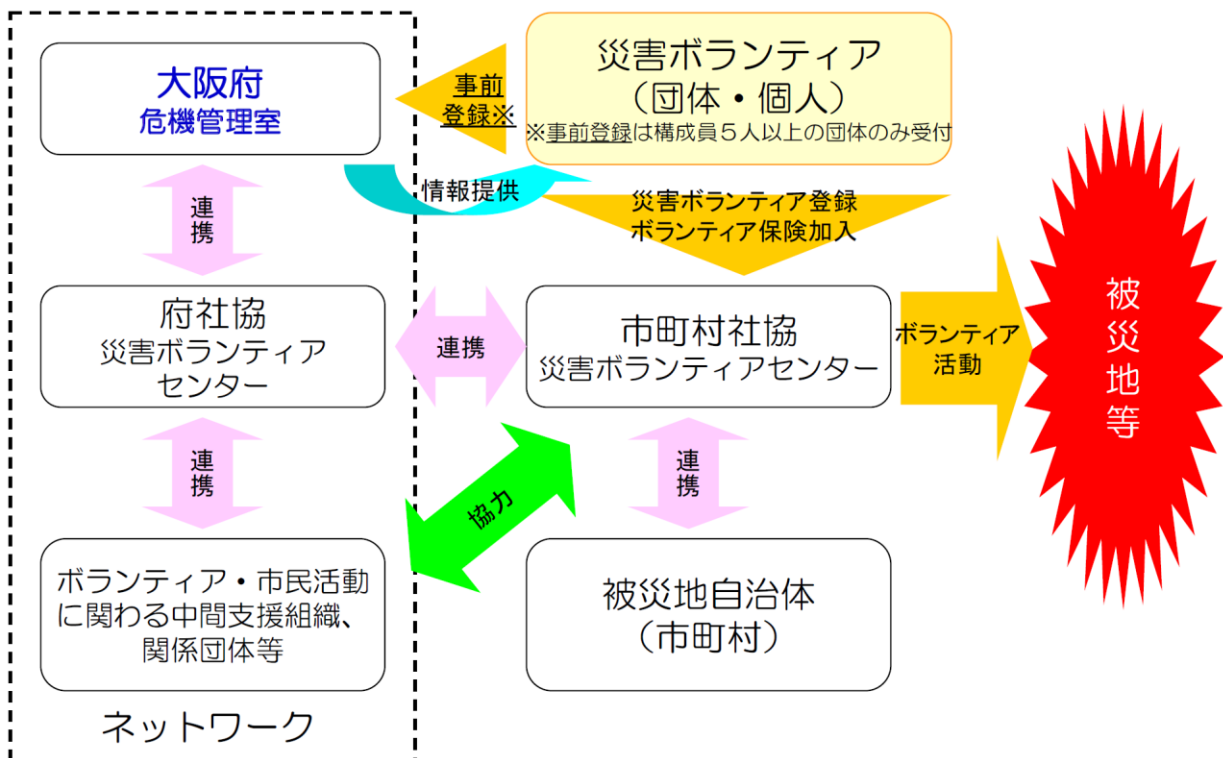 大阪府
危機管理室
事前
登録※
災害ボランティア
（団体・個人）
※事前登録は構成員５人以上の団体のみ受付
情報提供
災害ボランティア登録
ボランティア保険加入
連
携
府社協
災害ボランティア
センター
連携
市町村社協
災害ボランティアセンター
ボランティア
活動
被
災
地
等
連
携
協力
連
携
ボランティア・市民活動
に関わる中間支援組織、
関係団体等
被災地自治体
（市町村）
ネットワーク